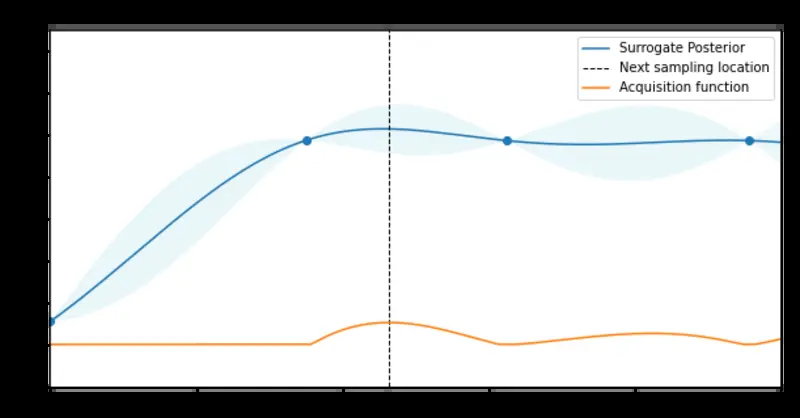 Surrogate Posterior
Next sampling location
Acquisition function